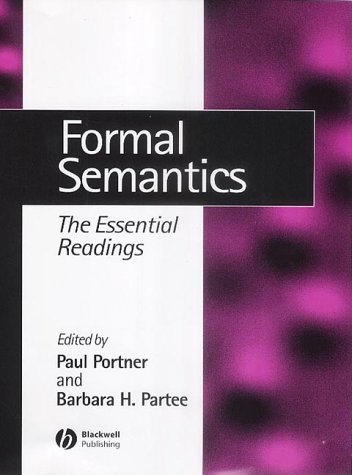 Formal
Semantics
The Essential
Readings
Edited by
Paul Portner
and
Barbara H. Partee
Blackwell
Publishing